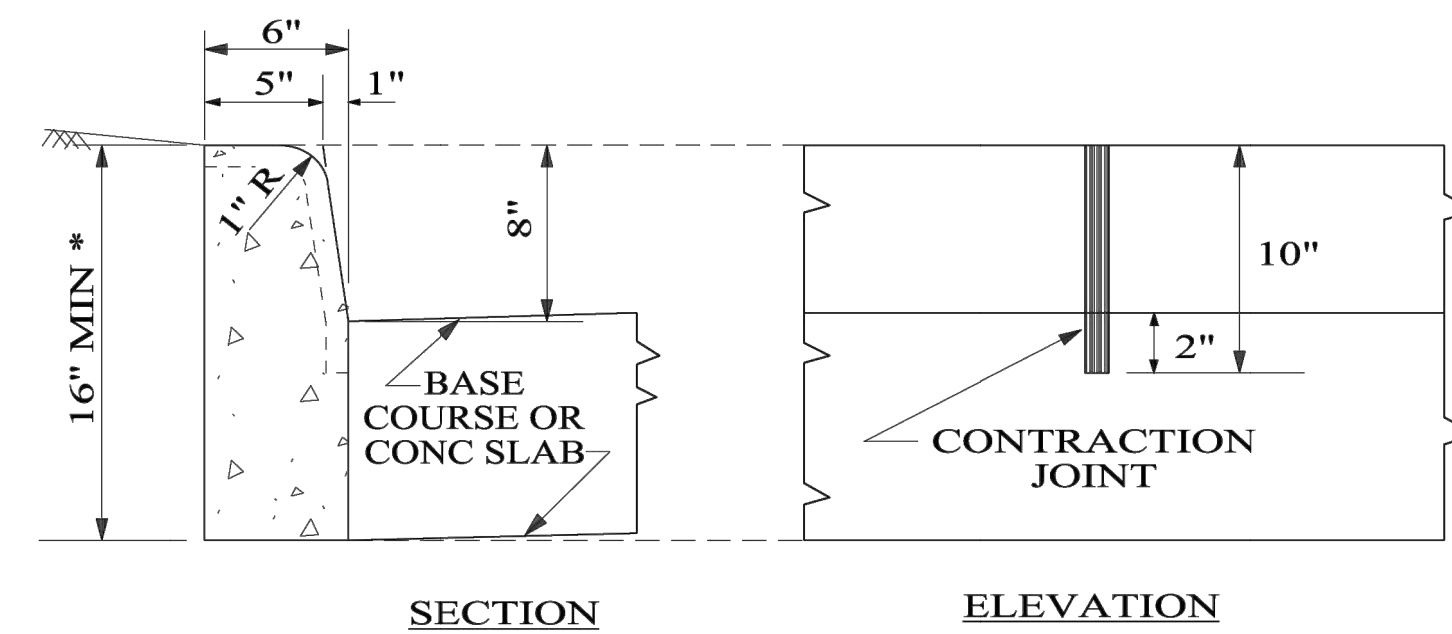 6"
5"
1"
1" R
16" MIN *
8"
BASE
COURSE OR
CONC SLAB
SECTION
10"
2"
CONTRACTION
JOINT
ELEVATION